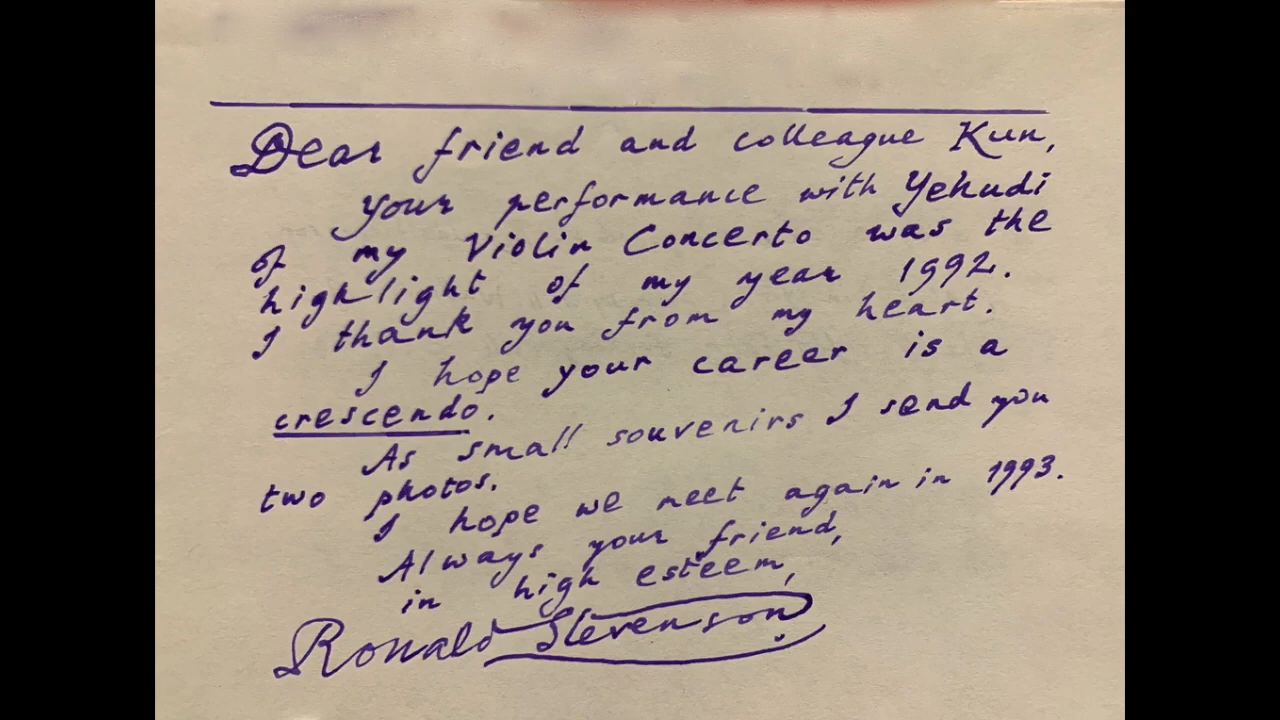 Dear friend and colleague Kun,
Your performance with Yehudi
of my Violin Concerto was the
highlight of my year 1992.
I thank you from my heart.
I hope your career is a
crescendo.
As small souvenirs I send you
two photos.
I hope we meet again in 1993.
Always your friend,
in high esteem,
Ronald Stevenson